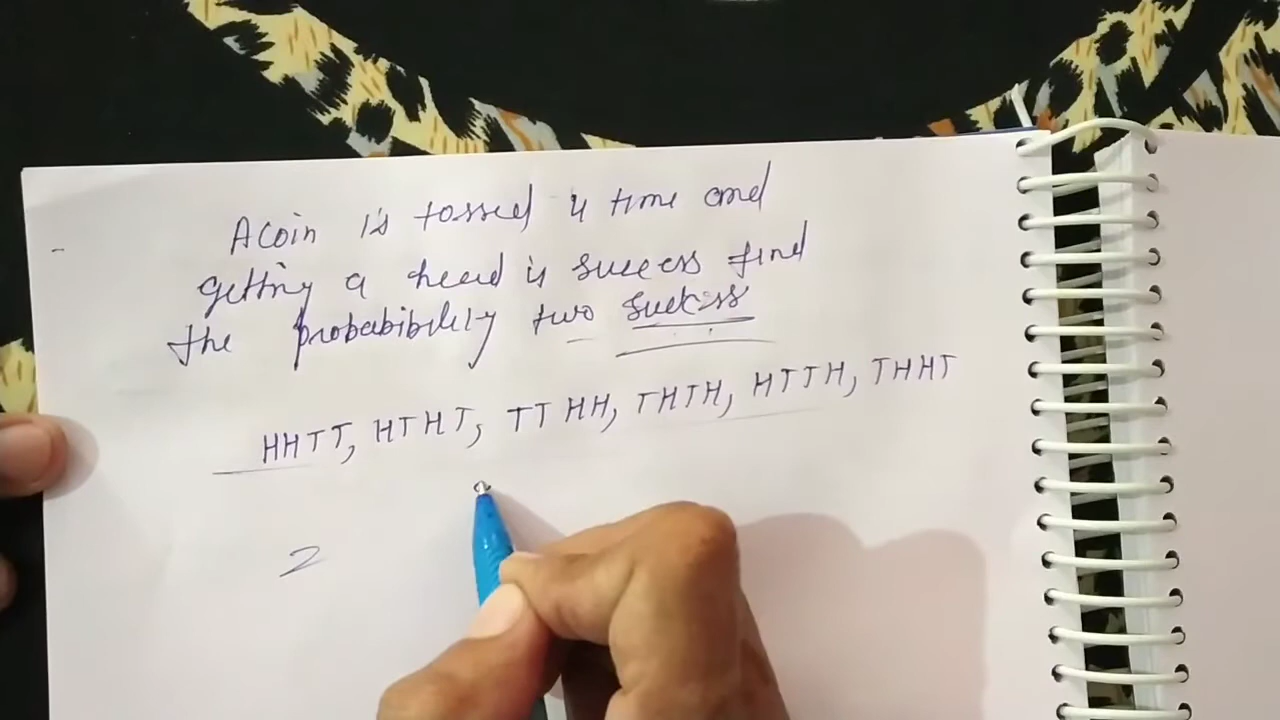 A coin is tossed 4 time and
getting a head is success find
the probability two success
HHTT, HTHT, TTHH, THTH, HTTH, THHT
2